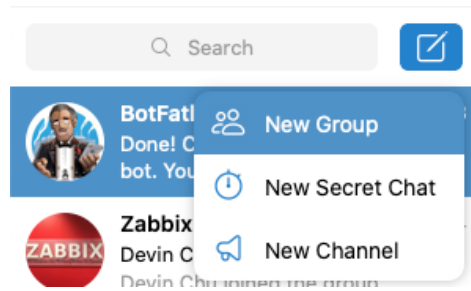 Search
BotFatl
New Group
Done! C
bot. You
New Secret Chat
Zabbix
ZABBIX
Devin C
New Channel
Devin Chu joined the group